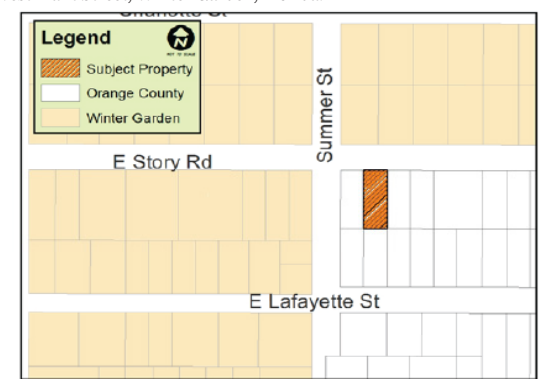 Legend
N
Subject Property
Orange County
Winter Garden
Summer St
E Story Rd
E Lafayette St